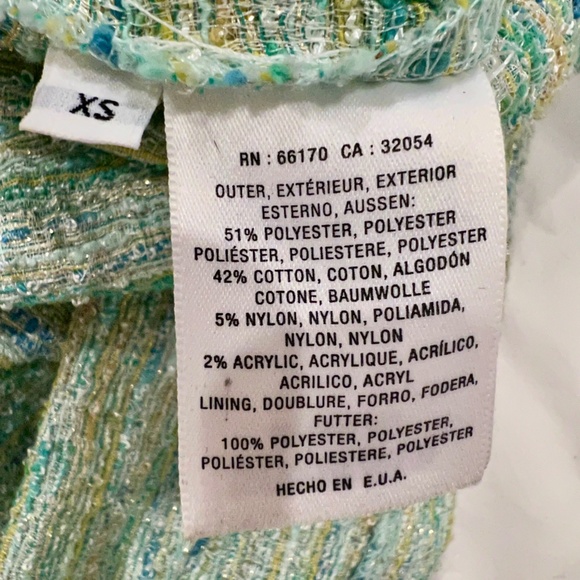 XS
RN : 66170 CA : 32054
OUTER, EXTÉRIEUR, EXTERIOR
ESTERNO, AUSSEN:
51% POLYESTER, POLYESTER
POLIÉSTER, POLIESTERE, POLYESTER
42% COTTON, COTON, ALGODÓN
COTONE, BAUMWOLLE
5% NYLON, NYLON, POLIAMIDA,
NYLON, NYLON
2% ACRYLIC, ACRYLIQUE, ACRÍLICO,
ACRILICO, ACRYL
LINING, DOUBLURE, FORRO, FODERA,
FUTTER:
100% POLYESTER, POLYESTER,
POLIÉSTER, POLIESTERE, POLYESTER
HECHO EN E.U.A.